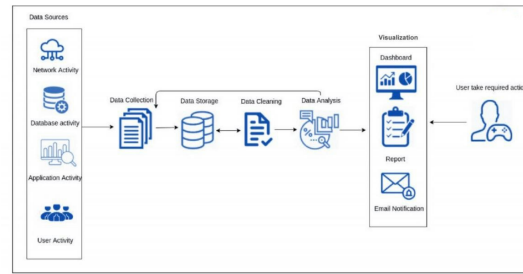 Data Sources
Network Activity
Database activity
Application Activity
User Activity
Data Collection
Data Storage
Data Cleaning
Data Analysis
Visualization
Dashboard
Report
Email Notification
User take required actio